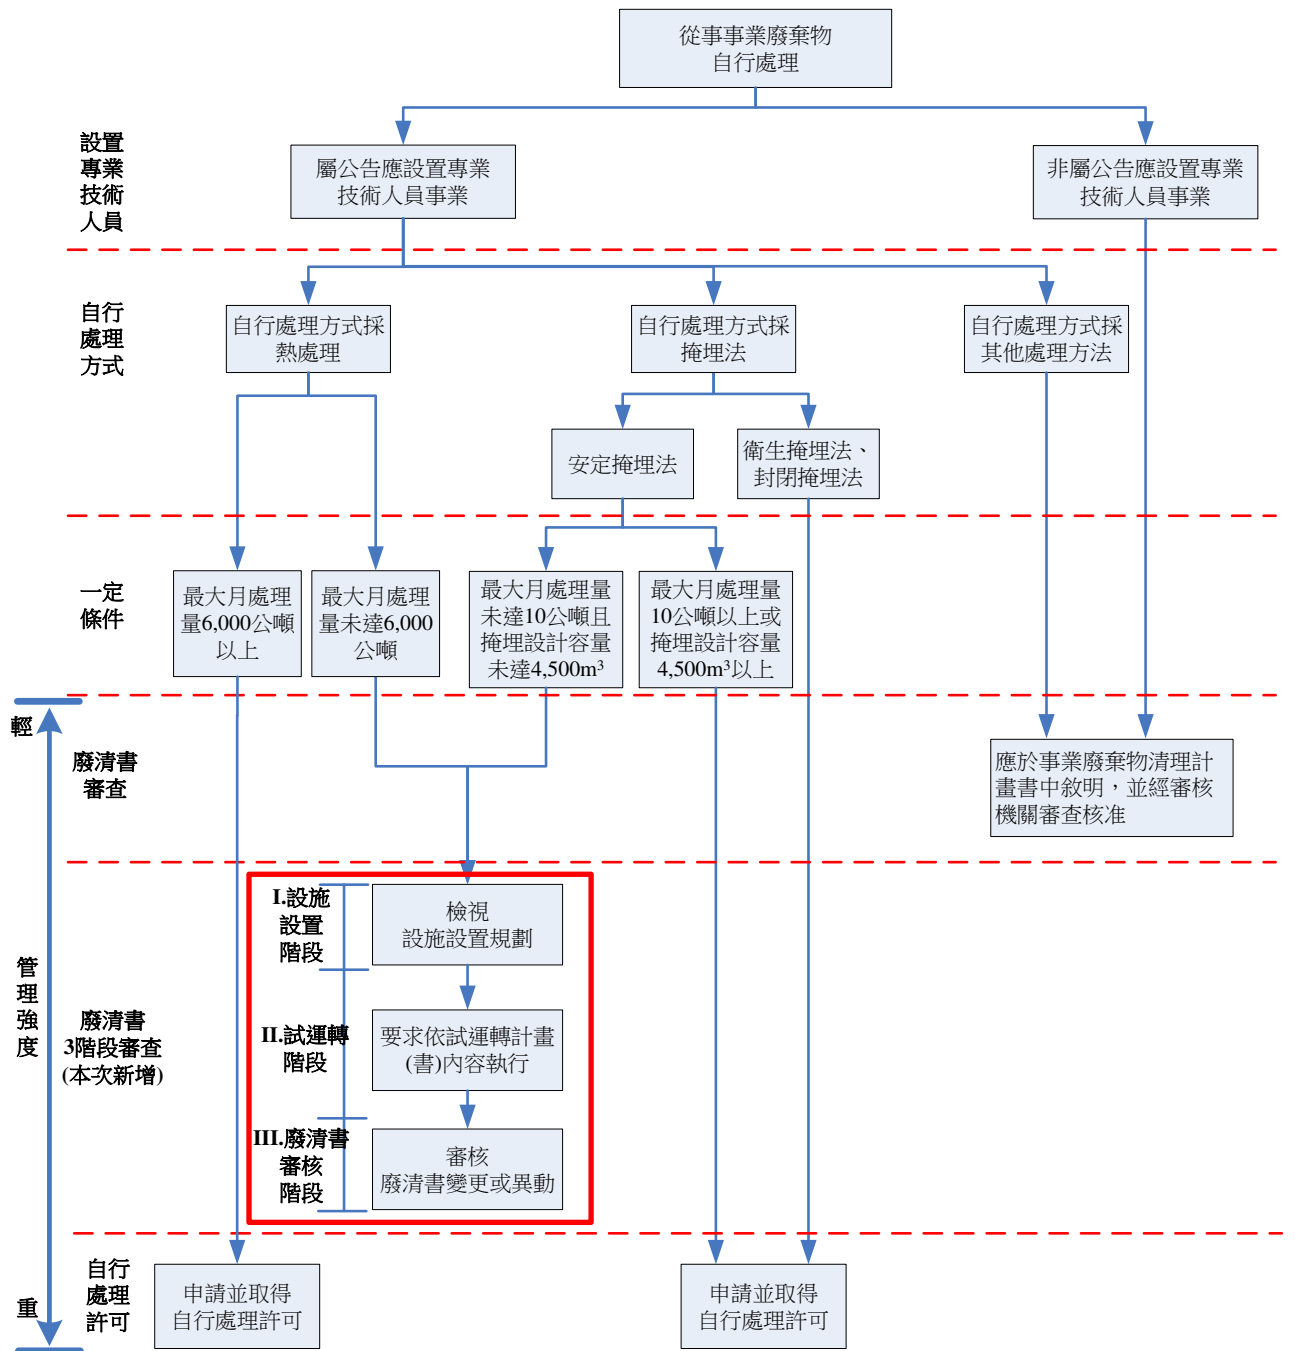 從事事業廢棄物
自行處理
設置
專業
技術
人員
屬公告應設置專業
技術人員事業
非屬公告應設置專業
技術人員事業
自行
處理
方式
自行處理方式採
熱處理
自行處理方式採
掩埋法
自行處理方式採
其他處理方法
安定掩埋法
衛生掩埋法、
封閉掩埋法
一定
條件
最大月處理
量6,000公噸
以上
最大月處理
量未達6,000
公噸
最大月處理量
未達10公噸且
掩埋設計容量
未達4,500m³
最大月處理量
10公噸以上或
掩埋設計容量
4,500m³以上
輕
管
理
強
度
重
廢清書
審查
應於事業廢棄物清理計
畫書中敘明，並經審核
機關審查核准
廢清書
3階段審查
(本次新增)
I.設施
設置
階段
檢視
設施設置規劃
II.試運轉
階段
要求依試運轉計畫
(書)內容執行
III.廢清書
審核
階段
審核
廢清書變更或異動
自行
處理
許可
申請並取得
自行處理許可
申請並取得
自行處理許可